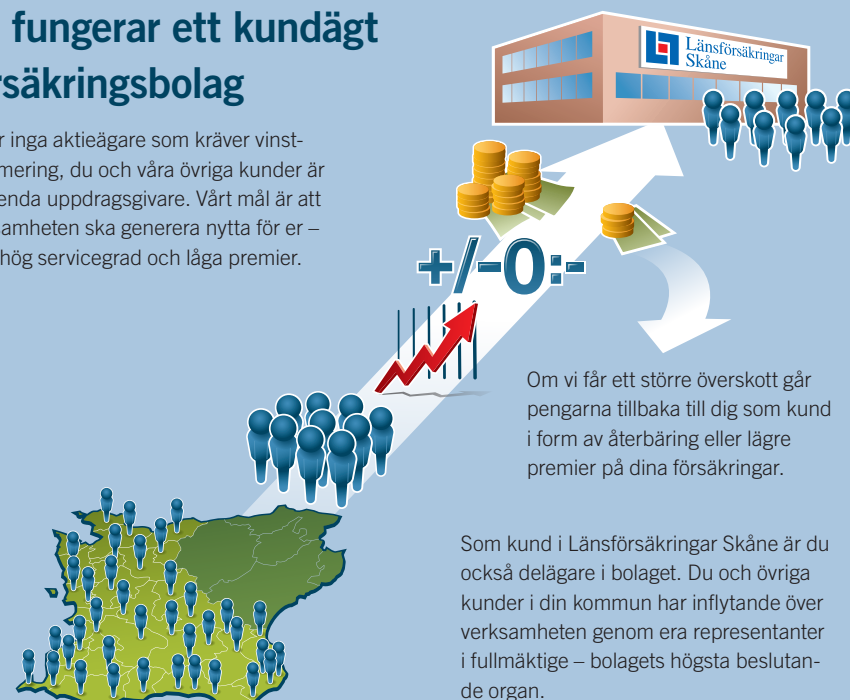 fungerar ett kundägt
rsäkringsbolag
r inga aktieägare som kräver vinst-
mering, du och våra övriga kunder är
enda uppdragsgivare. Vårt mål är att
samheten ska generera nytta för er –
hög servicegrad och låga premier.
Länsförsäkringar
Skåne
+/-0:-
Om vi får ett större överskott går
pengarna tillbaka till dig som kund
i form av återbäring eller lägre
premier på dina försäkringar.
Som kund i Länsförsäkringar Skåne är du
också delägare i bolaget. Du och övriga
kunder i din kommun har inflytande över
verksamheten genom era representanter
i fullmäktige – bolagets högsta beslutan-
de organ.